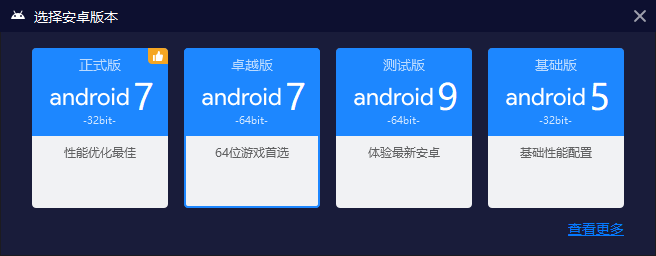 选择安卓版本
正式版
android 7
-32bit-
性能优化最佳
卓越版
android 7
-64bit-
64位游戏首选
测试版
android 9
-64bit-
体验最新安卓
基础版
android 5
-32bit-
基础性能配置
查看更多